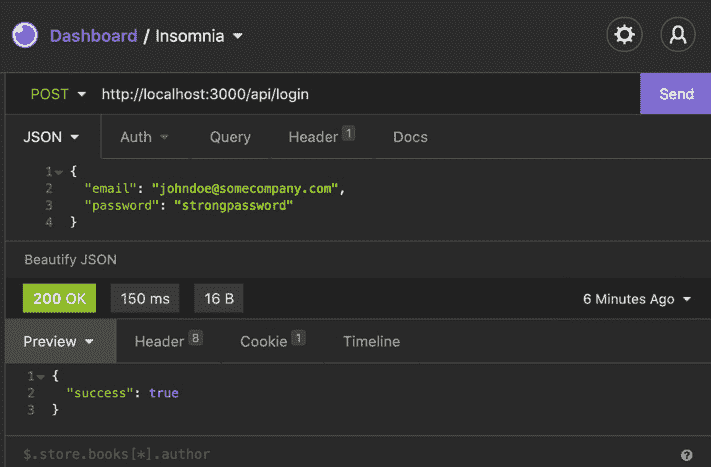 Dashboard / Insomnia
POST http://localhost:3000/api/login Send
JSON Auth Query Header 1 Docs
1 {
2 "email": "johndoe@somecompany.com",
3 "password": "strongpassword"
4 }
Beautify JSON
200 OK 150 ms 16 B 6 Minutes Ago
Preview Header 8 Cookie 1 Timeline
1 {
2 "success": true
3 }
$.store.books[*].author ?